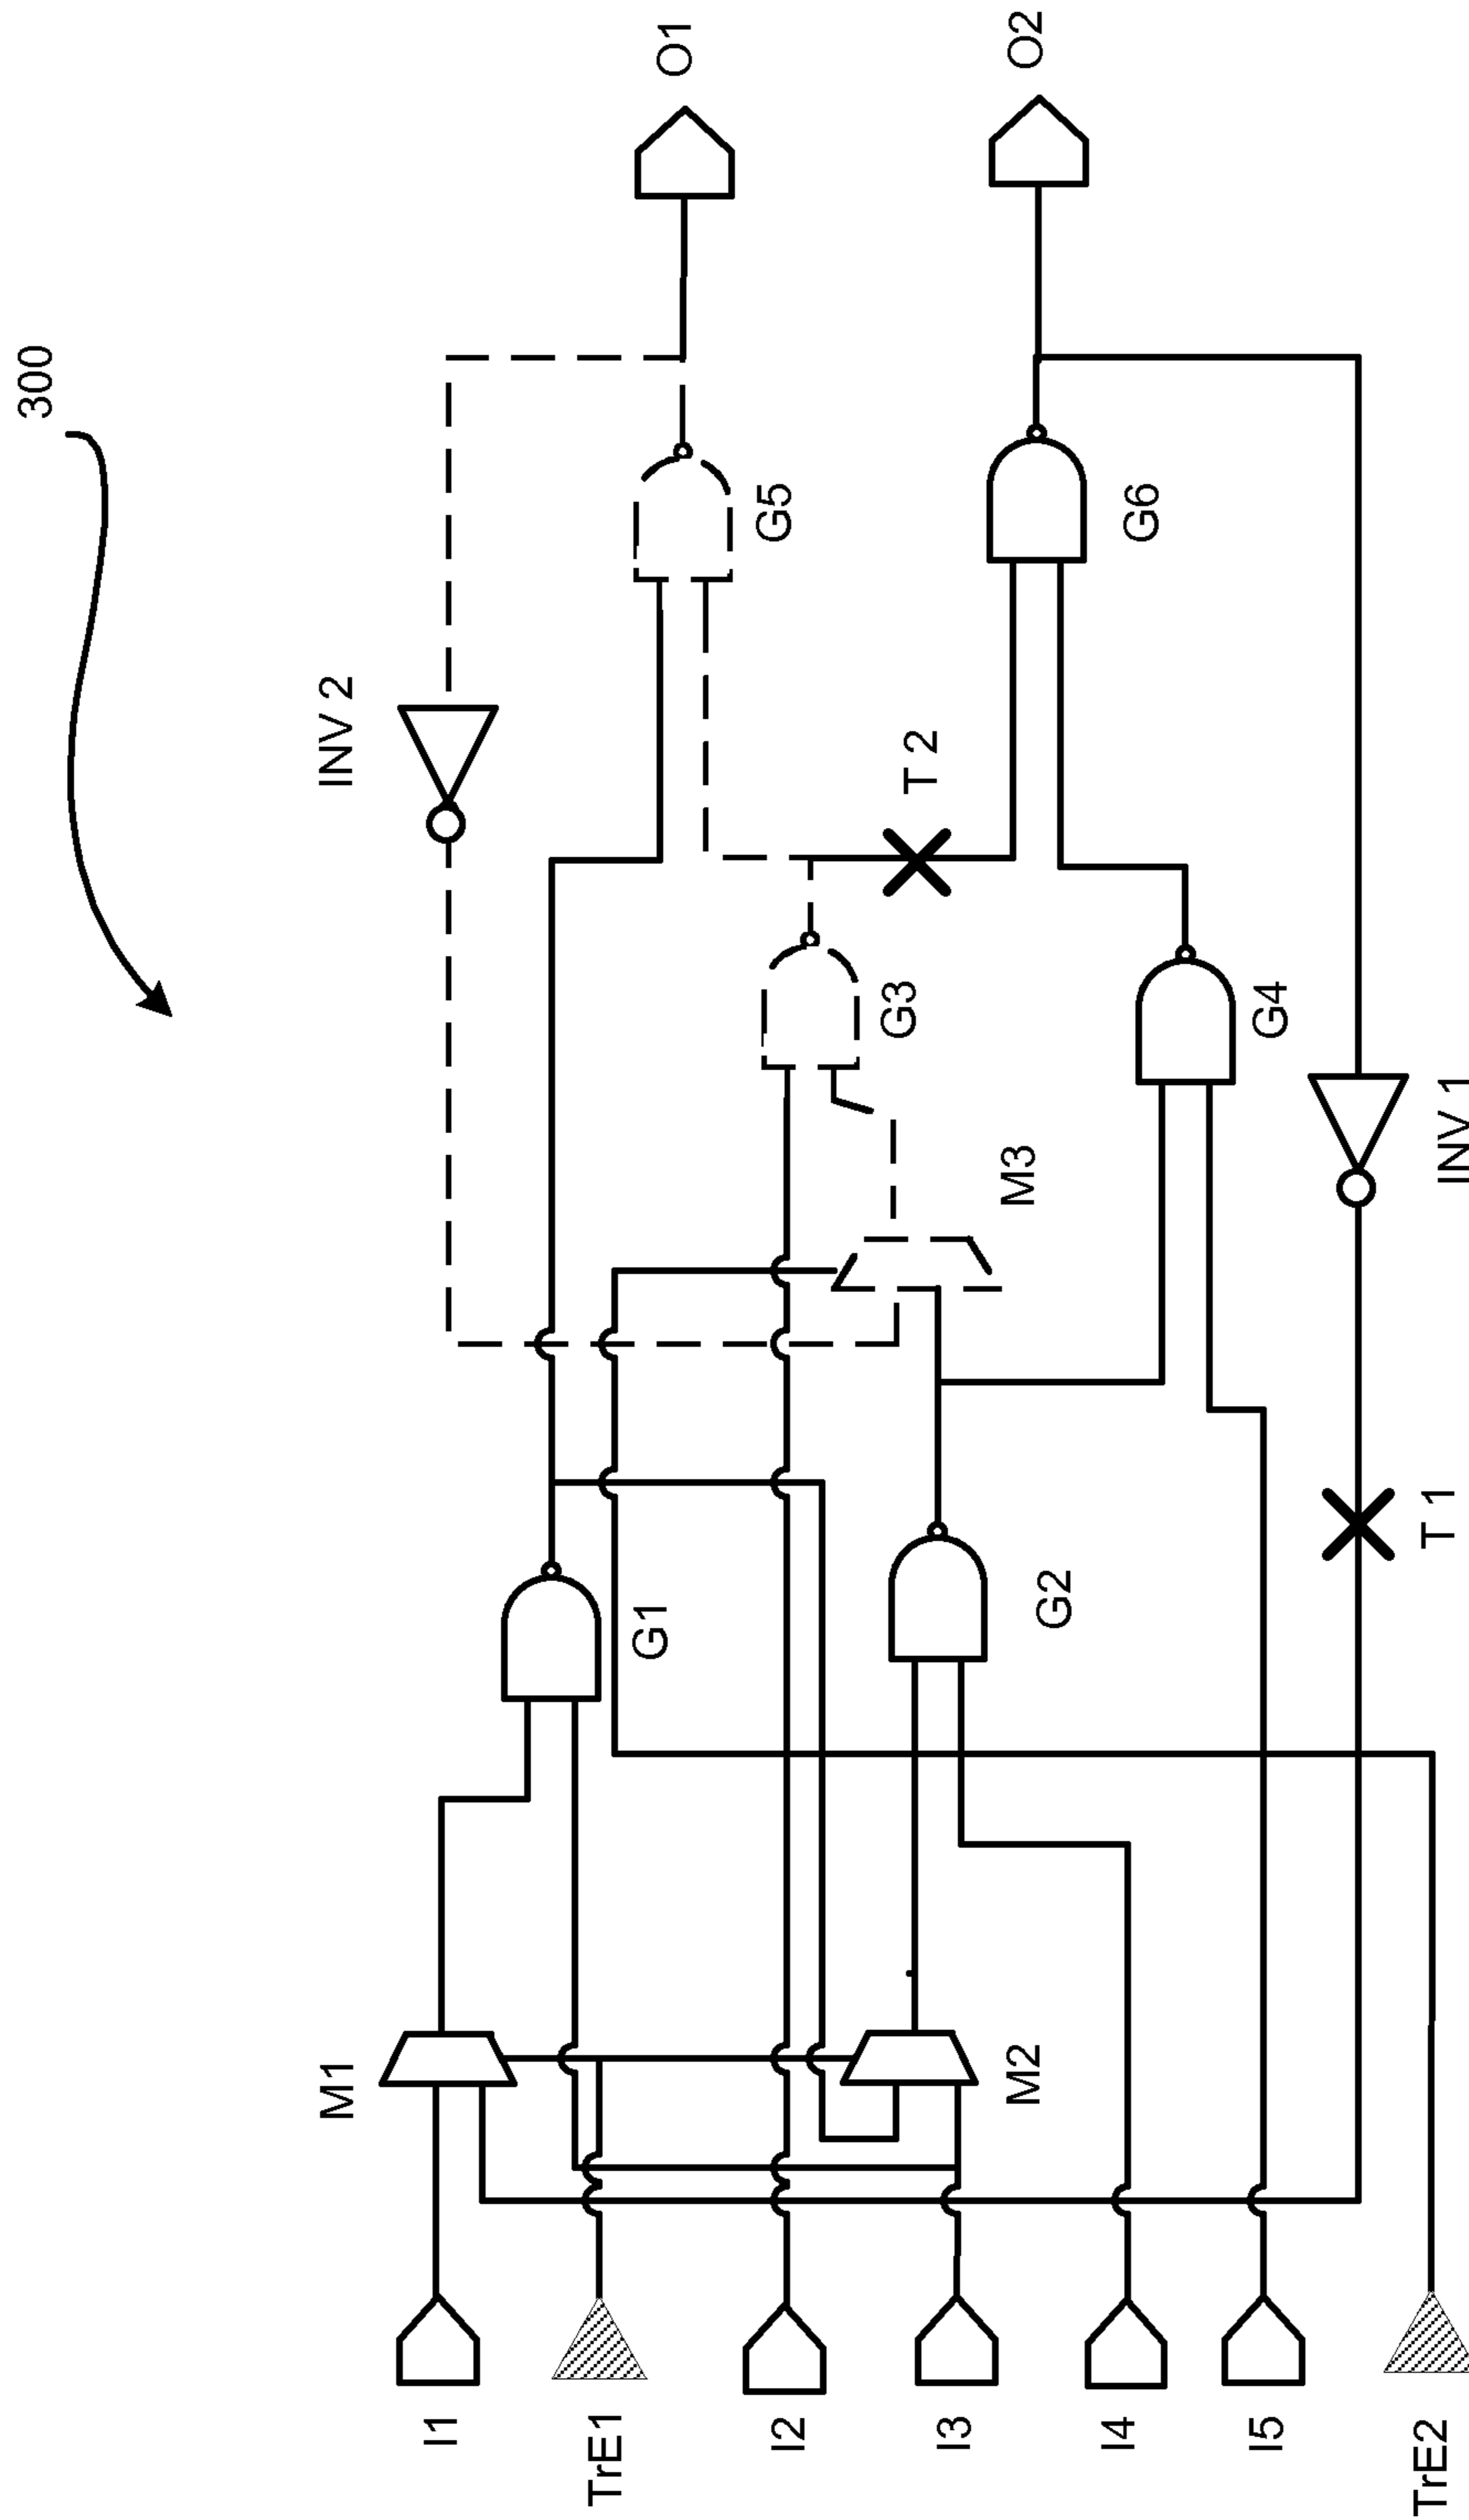 300
O1
O2
INV 2
G5
G6
T 2
G3
G4
M3
INV 1
G1
G2
T 1
M1
M2
I1
TrE1
I2
I3
I4
I5
TrE2